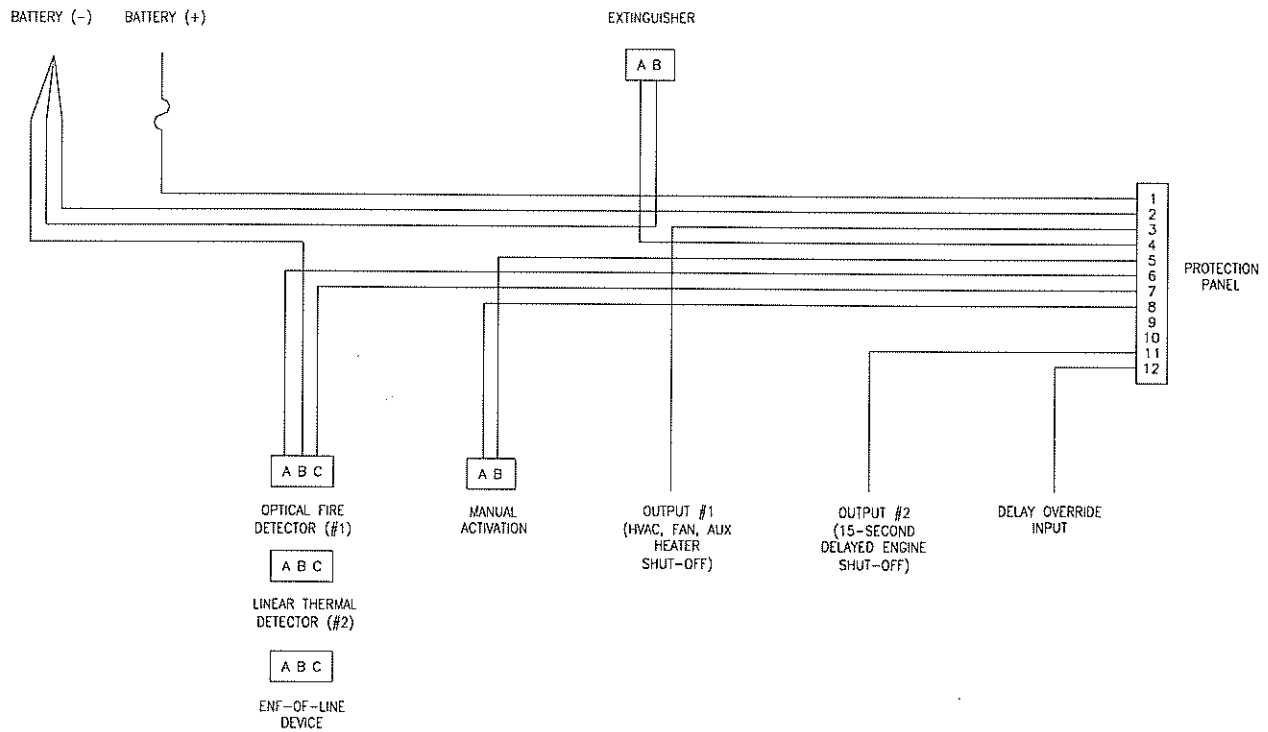 BATTERY (-)
BATTERY (+)
EXTINGUISHER
A B
1
2
3
4
5
6
7
8
9
10
11
12
PROTECTION
PANEL
A B C
OPTICAL FIRE
DETECTOR (#1)
A B
MANUAL
ACTIVATION
OUTPUT #1
(HVAC, FAN, AUX
HEATER
SHUT-OFF)
OUTPUT #2
(15-SECOND
DELAYED ENGINE
SHUT-OFF)
DELAY OVERRIDE
INPUT
A B C
LINEAR THERMAL
DETECTOR (#2)
A B C
ENF-OF-LINE
DEVICE